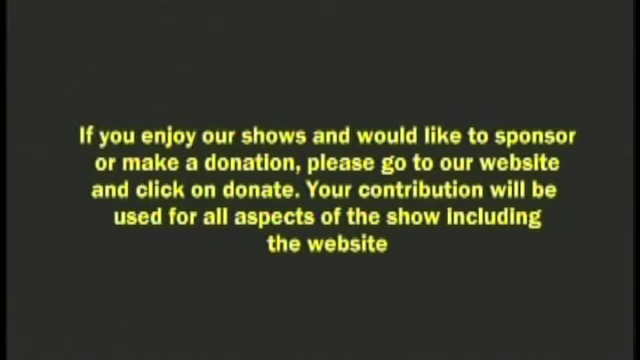 If you enjoy our shows and would like to sponsor
or make a donation, please go to our website
and click on donate. Your contribution will be
used for all aspects of the show including
the website